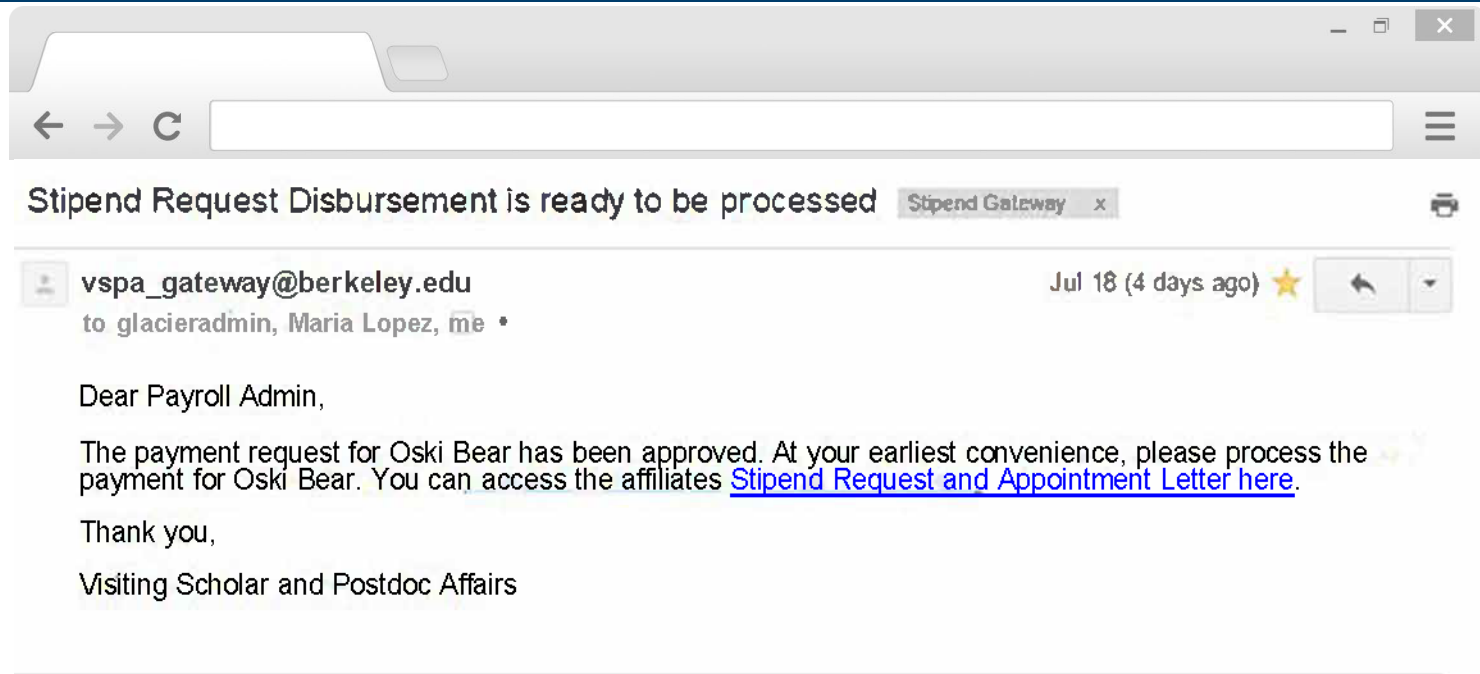 Stipend Request Disbursement is ready to be processed Stipend Gateway x
vspa_gateway@berkeley.edu Jul 18 (4 days ago)
to glacieradmin, Maria Lopez, me
Dear Payroll Admin,
The payment request for Oski Bear has been approved. At your earliest convenience, please process the
payment for Oski Bear. You can access the affiliates Stipend Request and Appointment Letter here.
Thank you,
Visiting Scholar and Postdoc Affairs